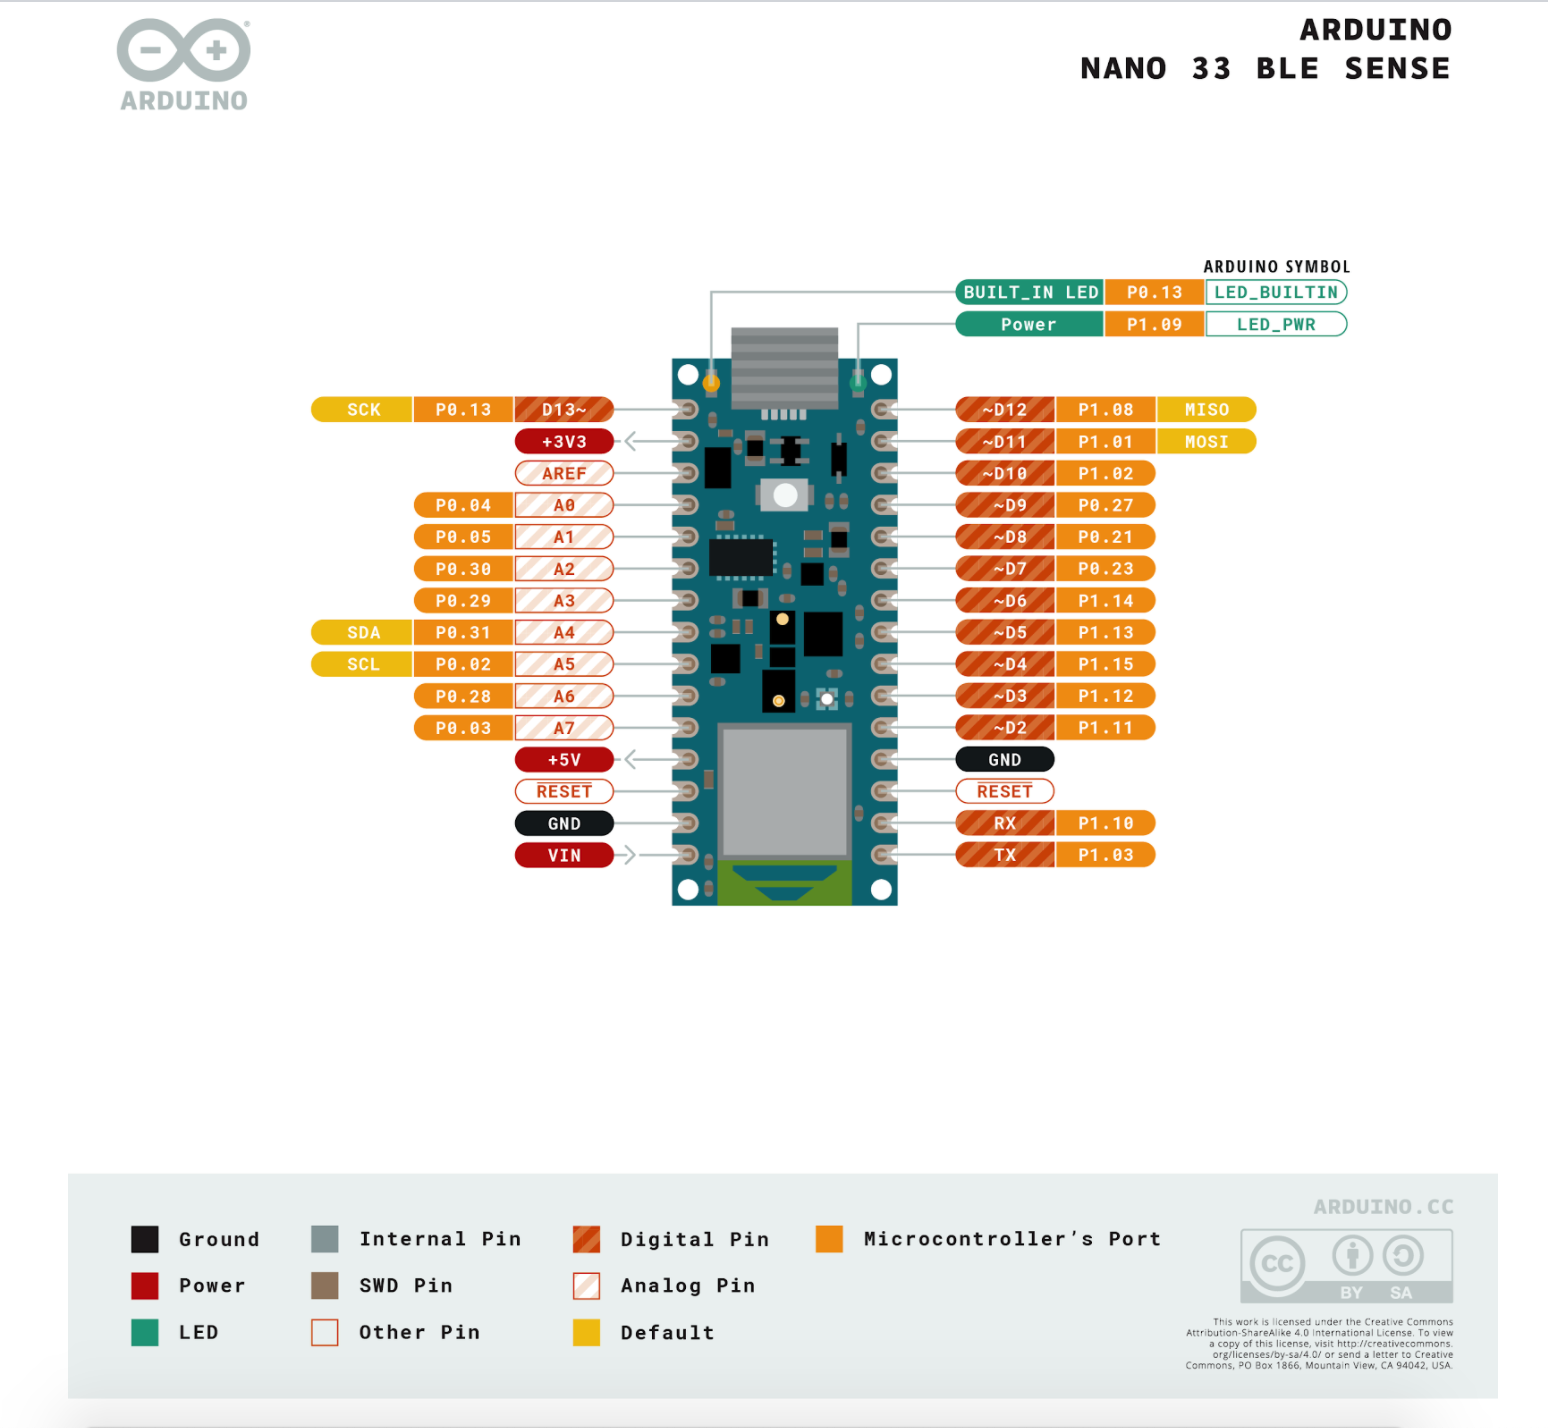 ARDUINO
ARDUINO
NANO 33 BLE SENSE
ARDUINO SYMBOL
BUILT_IN LED P0.13 LED_BUILTIN
Power P1.09 LED_PWR
SCK P0.13 D13~ ~D12 P1.08 MISO
+3V3 ~D11 P1.01 MOSI
AREF ~D10 P1.02
P0.04 A0 ~D9 P0.27
P0.05 A1 ~D8 P0.21
P0.30 A2 ~D7 P0.23
P0.29 A3 ~D6 P1.14
SDA P0.31 A4 ~D5 P1.13
SCL P0.02 A5 ~D4 P1.15
P0.28 A6 ~D3 P1.12
P0.03 A7 ~D2 P1.11
+5V GND
RESET RESET
GND RX P1.10
VIN TX P1.03
ARDUINO.CC
Ground Internal Pin Digital Pin Microcontroller's Port
Power SWD Pin Analog Pin
LED Other Pin Default
CC BY SA
This work is licensed under the Creative Commons
Attribution-ShareAlike 4.0 International License. To view
a copy of this license, visit http://creativecommons.
org/licenses/by-sa/4.0/ or send a letter to Creative
Commons, PO Box 1866, Mountain View, CA 94042, USA.